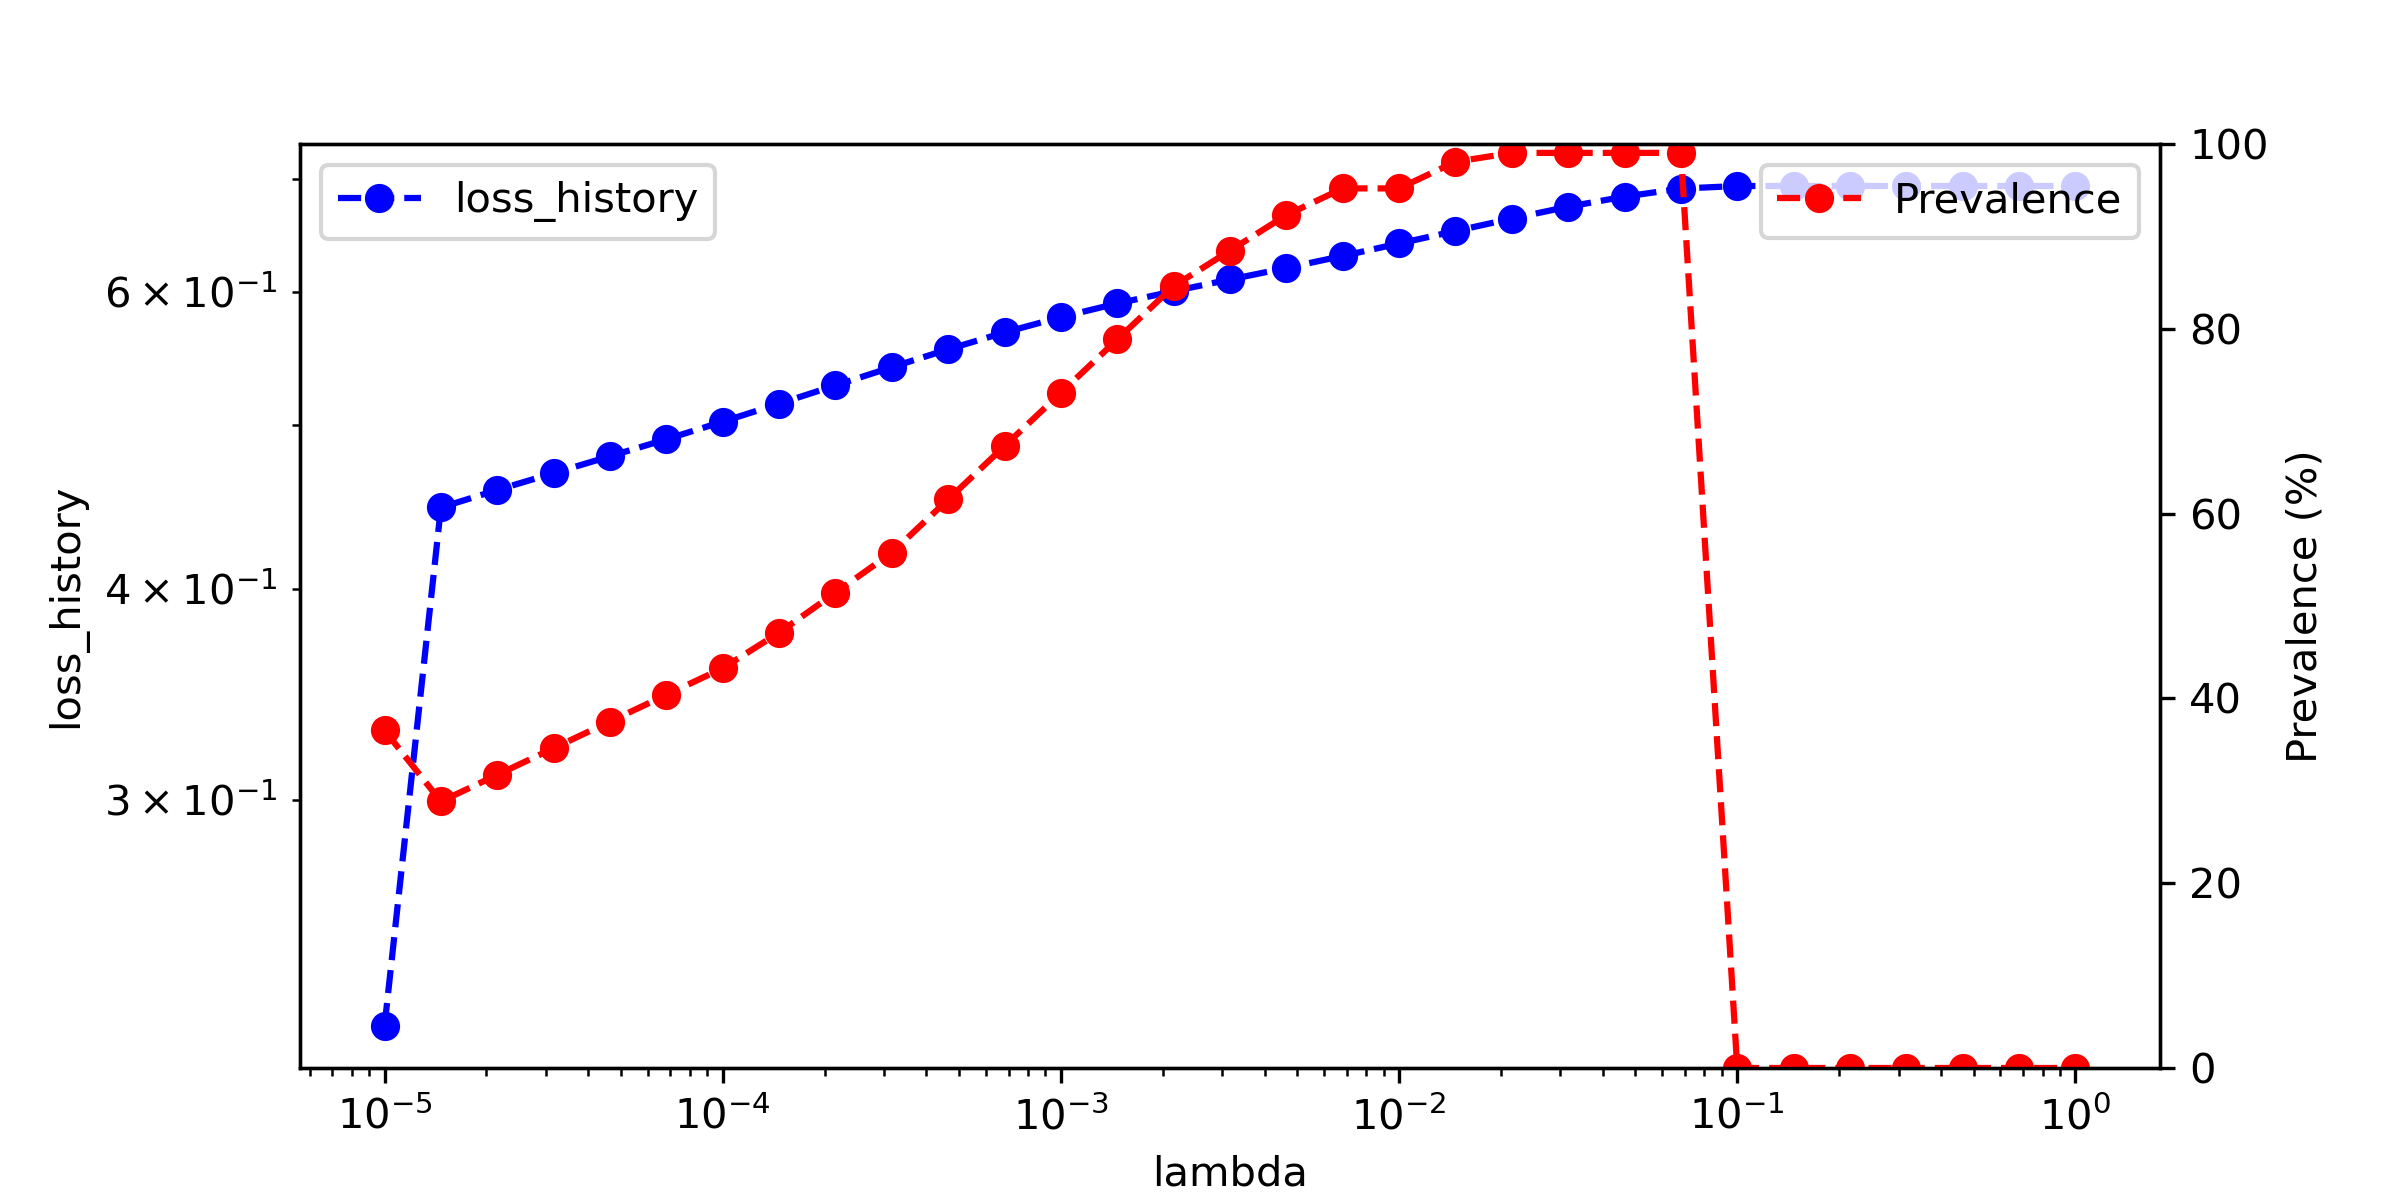 loss_history
Prevalence
6 × 10⁻¹
4 × 10⁻¹
3 × 10⁻¹
loss_history
100
80
60
40
20
0
Prevalence (%)
10⁻⁵
10⁻⁴
10⁻³
10⁻²
10⁻¹
10⁰
lambda